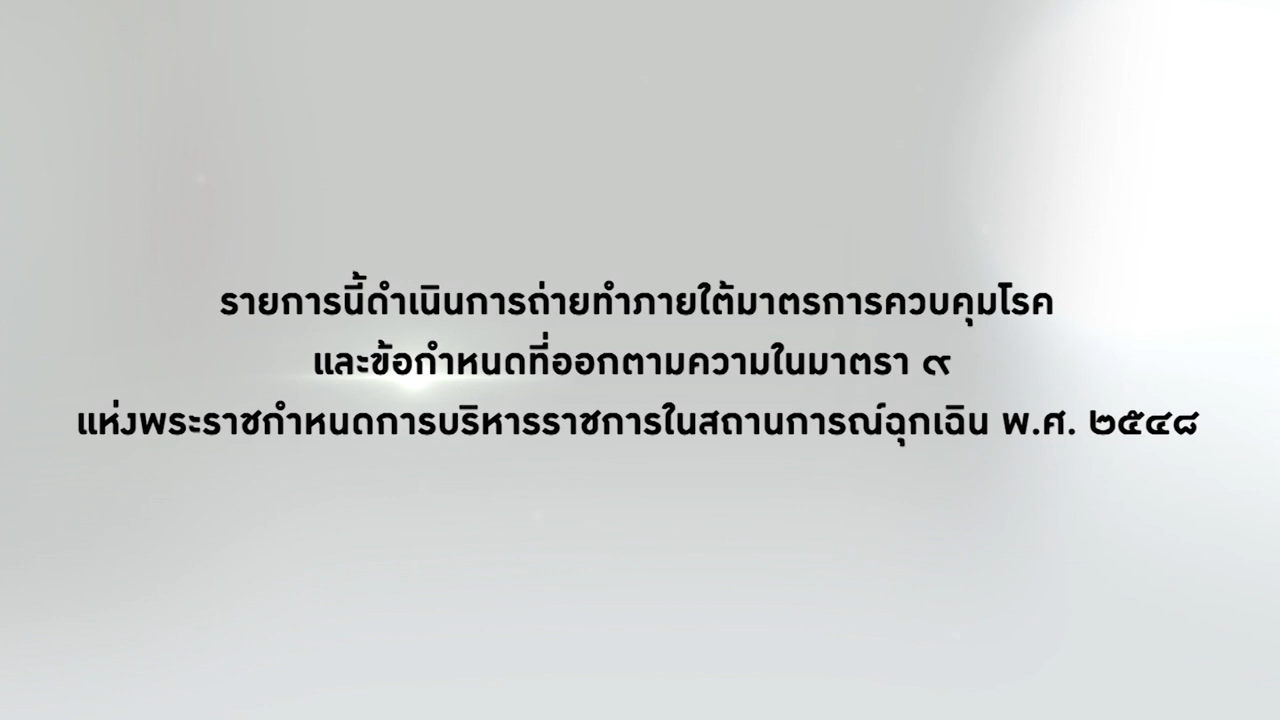 รายการนี้ดำเนินการถ่ายทำภายใต้มาตรการควบคุมโรค
และข้อกำหนดที่ออกตามความในมาตรา ๙
แห่งพระราชกำหนดการบริหารราชการในสถานการณ์ฉุกเฉิน พ.ศ. ๒๕๔๘